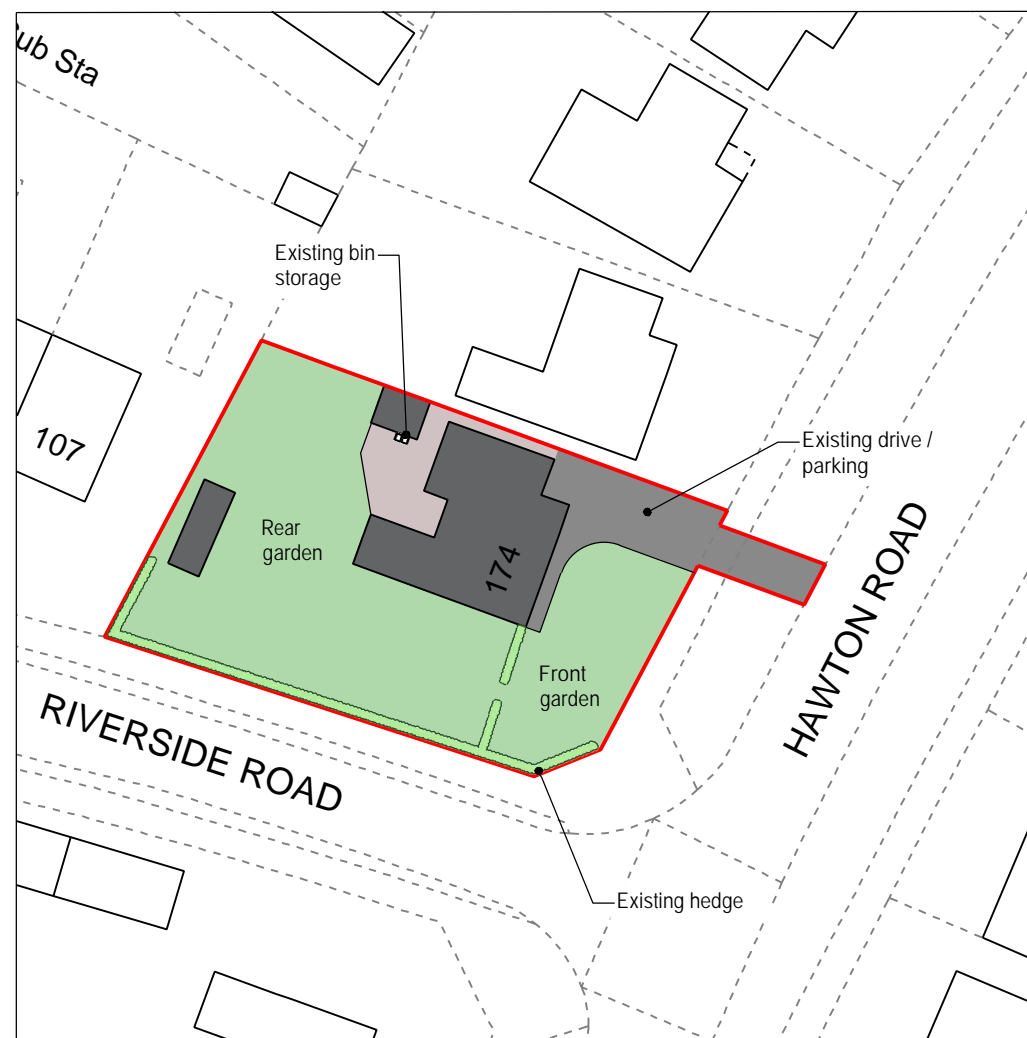 Sub Sta
Existing bin
storage
107
Existing drive /
parking
Rear
garden
174
HAWTON ROAD
Front
garden
RIVERSIDE ROAD
Existing hedge